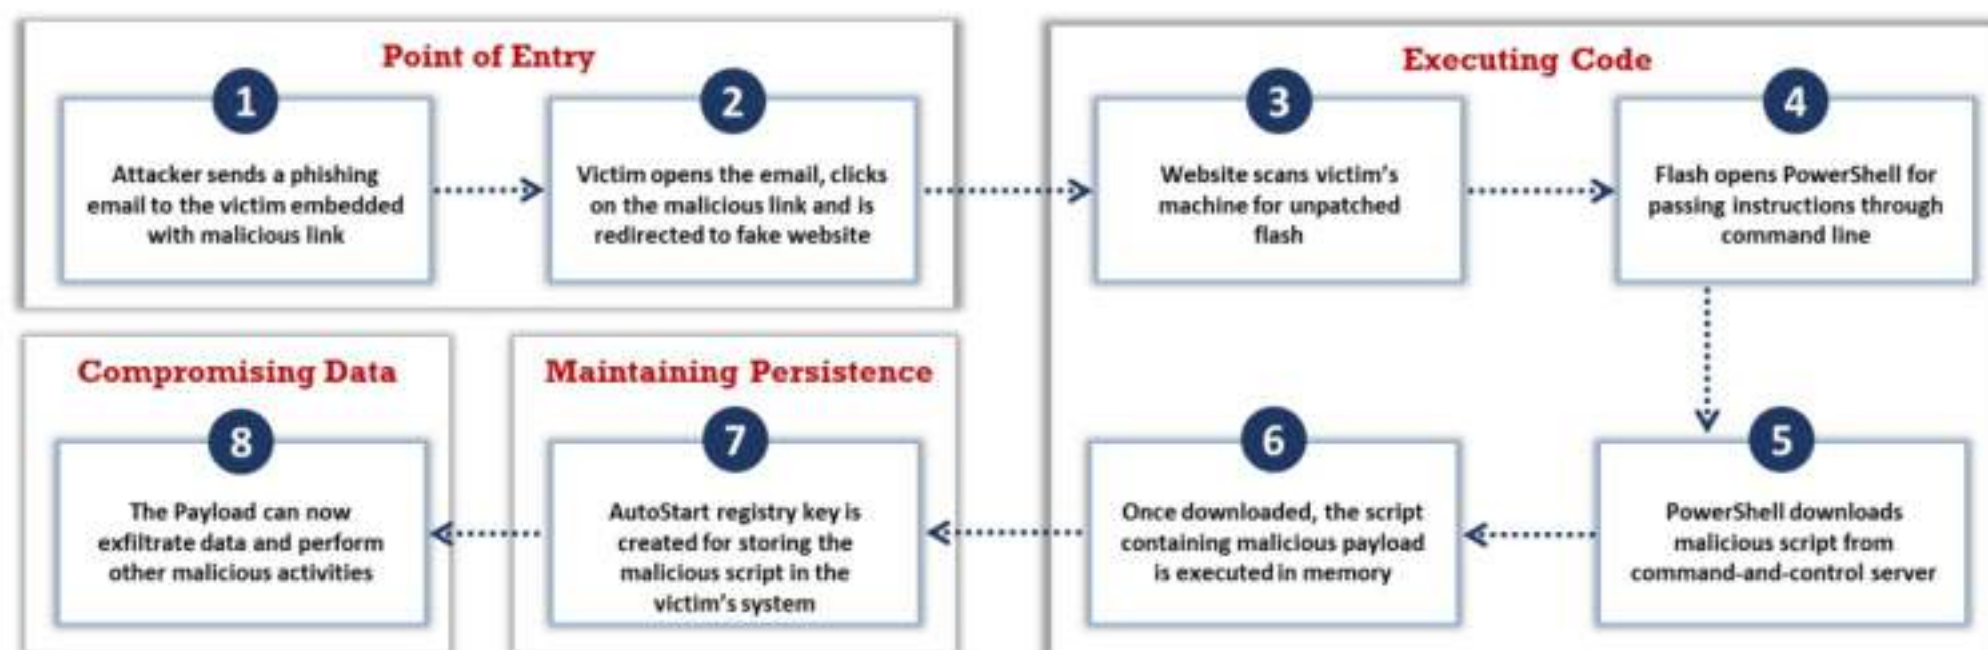 Point of Entry
1
Attacker sends a phishing
email to the victim embedded
with malicious link
2
Victim opens the email, clicks
on the malicious link and is
redirected to fake website
Executing Code
3
Website scans victim's
machine for unpatched
flash
4
Flash opens PowerShell for
passing instructions through
command line
5
PowerShell downloads
malicious script from
command-and-control server
6
Once downloaded, the script
containing malicious payload
is executed in memory
Maintaining Persistence
7
AutoStart registry key is
created for storing the
malicious script in the
victim's system
Compromising Data
8
The Payload can now
exfiltrate data and perform
other malicious activities